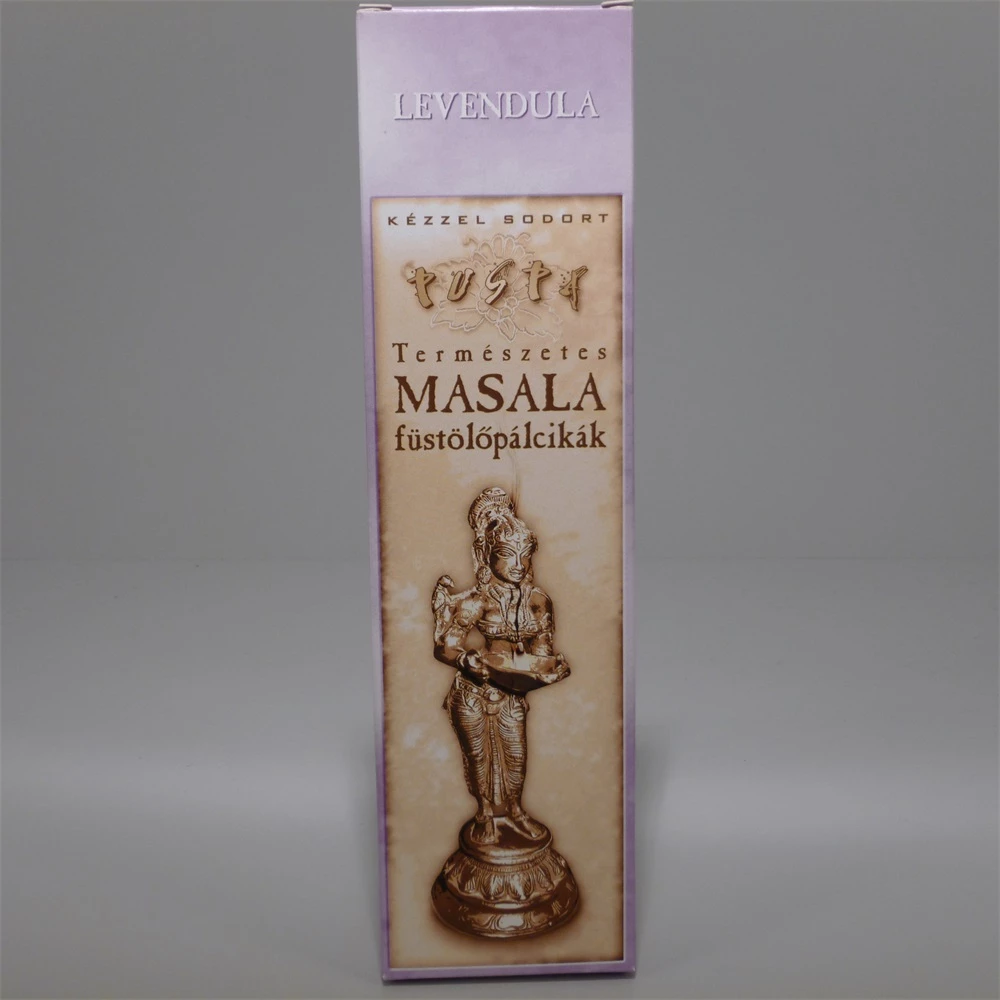 LEVENDULA
KÉZZEL SODORT
TUSTA
Természetes
MASALA
füstölőpálcikák